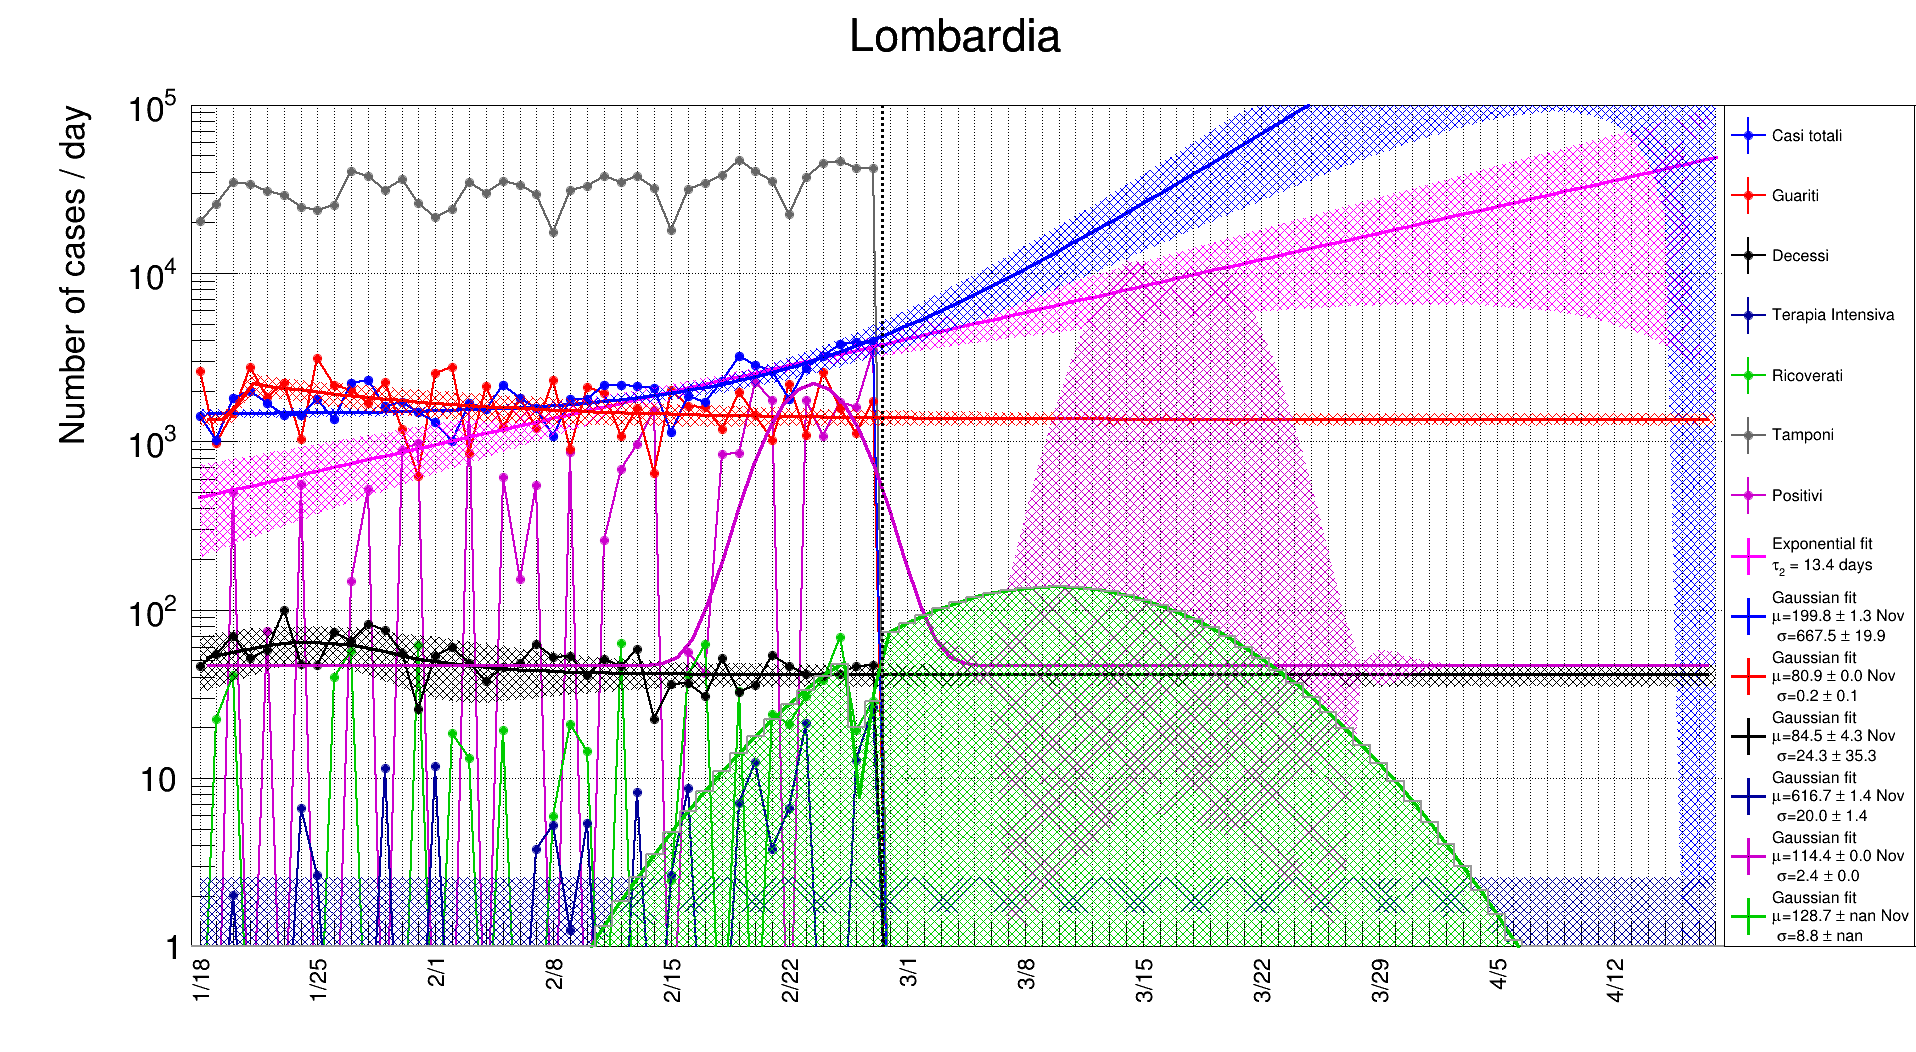 Lombardia
Number of cases / day
10^5
10^4
10^3
10^2
10
1
1/18
1/25
2/1
2/8
2/15
2/22
3/1
3/8
3/15
3/22
3/29
4/5
4/12
Casi totali
Guariti
Decessi
Terapia Intensiva
Ricoverati
Tamponi
Positivi
Exponential fit
τ2 = 13.4 days
Gaussian fit
μ=199.8 ± 1.3 Nov
σ=667.5 ± 19.9
Gaussian fit
μ=80.9 ± 0.0 Nov
σ=0.2 ± 0.1
Gaussian fit
μ=84.5 ± 4.3 Nov
σ=24.3 ± 35.3
Gaussian fit
μ=616.7 ± 1.4 Nov
σ=20.0 ± 1.4
Gaussian fit
μ=114.4 ± 0.0 Nov
σ=2.4 ± 0.0
Gaussian fit
μ=128.7 ± nan Nov
σ=8.8 ± nan